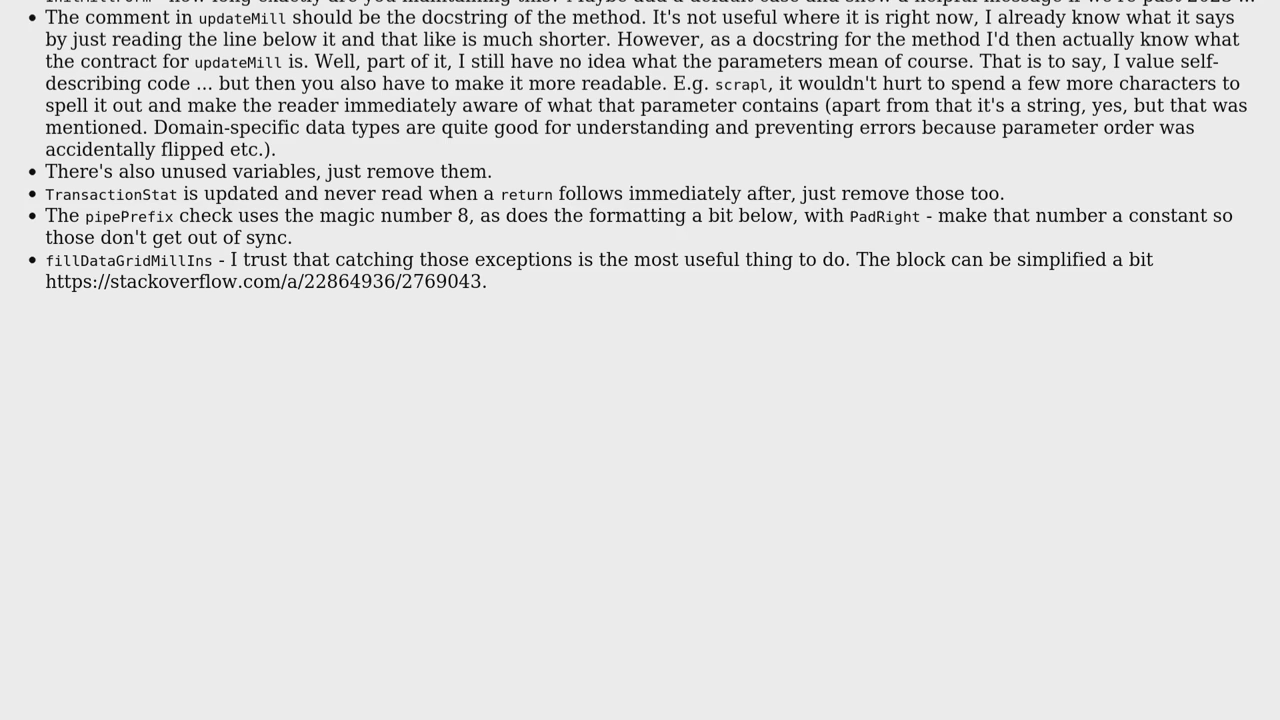 The comment in updateMill should be the docstring of the method. It's not useful where it is right now, I already know what it says
by just reading the line below it and that like is much shorter. However, as a docstring for the method I'd then actually know what
the contract for updateMill is. Well, part of it, I still have no idea what the parameters mean of course. That is to say, I value self-
describing code ... but then you also have to make it more readable. E.g. scrapl, it wouldn't hurt to spend a few more characters to
spell it out and make the reader immediately aware of what that parameter contains (apart from that it's a string, yes, but that was
mentioned. Domain-specific data types are quite good for understanding and preventing errors because parameter order was
accidentally flipped etc.).
There's also unused variables, just remove them.
TransactionStat is updated and never read when a return follows immediately after, just remove those too.
The pipePrefix check uses the magic number 8, as does the formatting a bit below, with PadRight - make that number a constant so
those don't get out of sync.
fillDataGridMillIns - I trust that catching those exceptions is the most useful thing to do. The block can be simplified a bit
https://stackoverflow.com/a/22864936/2769043.